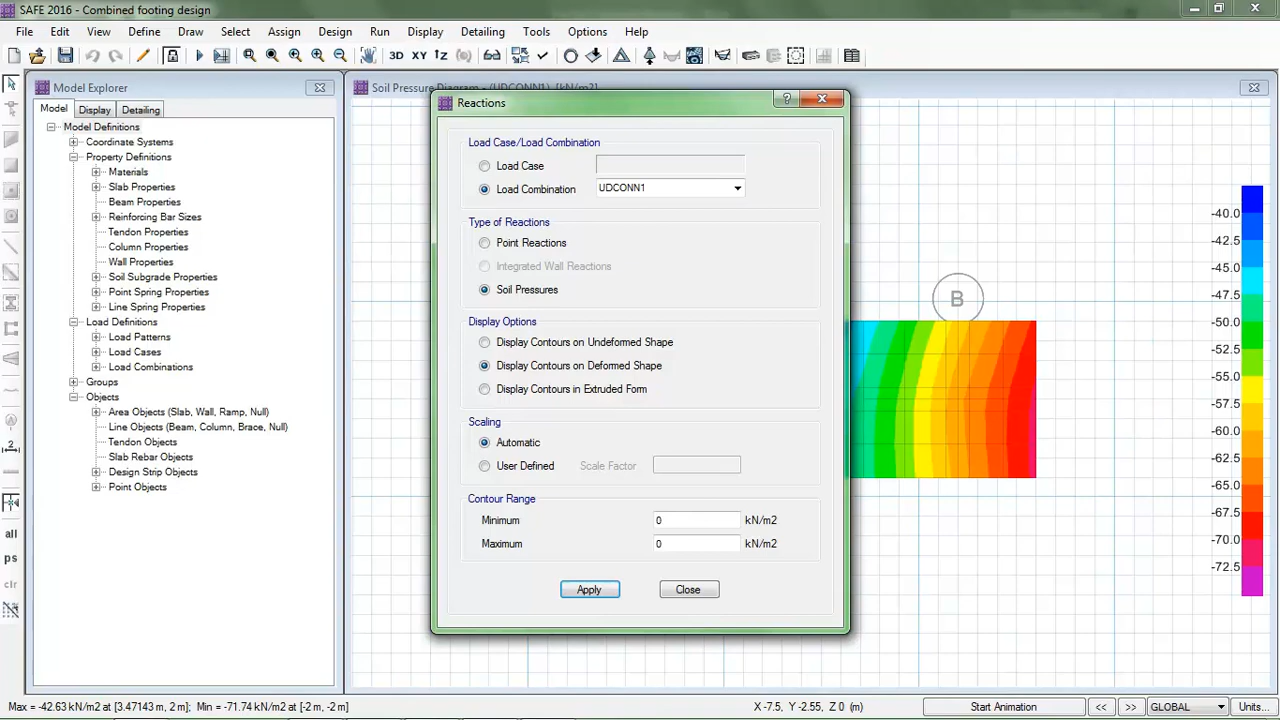 SAFE 2016 - Combined footing design
File Edit View Define Draw Select Assign Design Run Display Detailing Tools Options Help
3D XY
Model Explorer
Model Display Detailing
Model Definitions
Coordinate Systems
Property Definitions
Materials
Slab Properties
Beam Properties
Reinforcing Bar Sizes
Tendon Properties
Column Properties
Wall Properties
Soil Subgrade Properties
Point Spring Properties
Line Spring Properties
Load Definitions
Load Patterns
Load Cases
Load Combinations
Groups
Objects
Area Objects (Slab, Wall, Ramp, Null)
Line Objects (Beam, Column, Brace, Null)
Tendon Objects
Slab Rebar Objects
Design Strip Objects
Point Objects
all
ps
clr
Soil Pressure Diagram - (UDCONN1) [kN/m2]
Reactions
Load Case/Load Combination
Load Case
Load Combination UDCONN1
Type of Reactions
Point Reactions
Integrated Wall Reactions
Soil Pressures
Display Options
Display Contours on Undeformed Shape
Display Contours on Deformed Shape
Display Contours in Extruded Form
Scaling
Automatic
User Defined Scale Factor
Contour Range
Minimum 0 kN/m2
Maximum 0 kN/m2
Apply Close
B
-40.0
-42.5
-45.0
-47.5
-50.0
-52.5
-55.0
-57.5
-60.0
-62.5
-65.0
-67.5
-70.0
-72.5
Max = -42.63 kN/m2 at [3.47143 m, 2 m]; Min = -71.74 kN/m2 at [-2 m, -2 m] X -7.5, Y -2.55, Z 0 (m) Start Animation << >> GLOBAL Units...